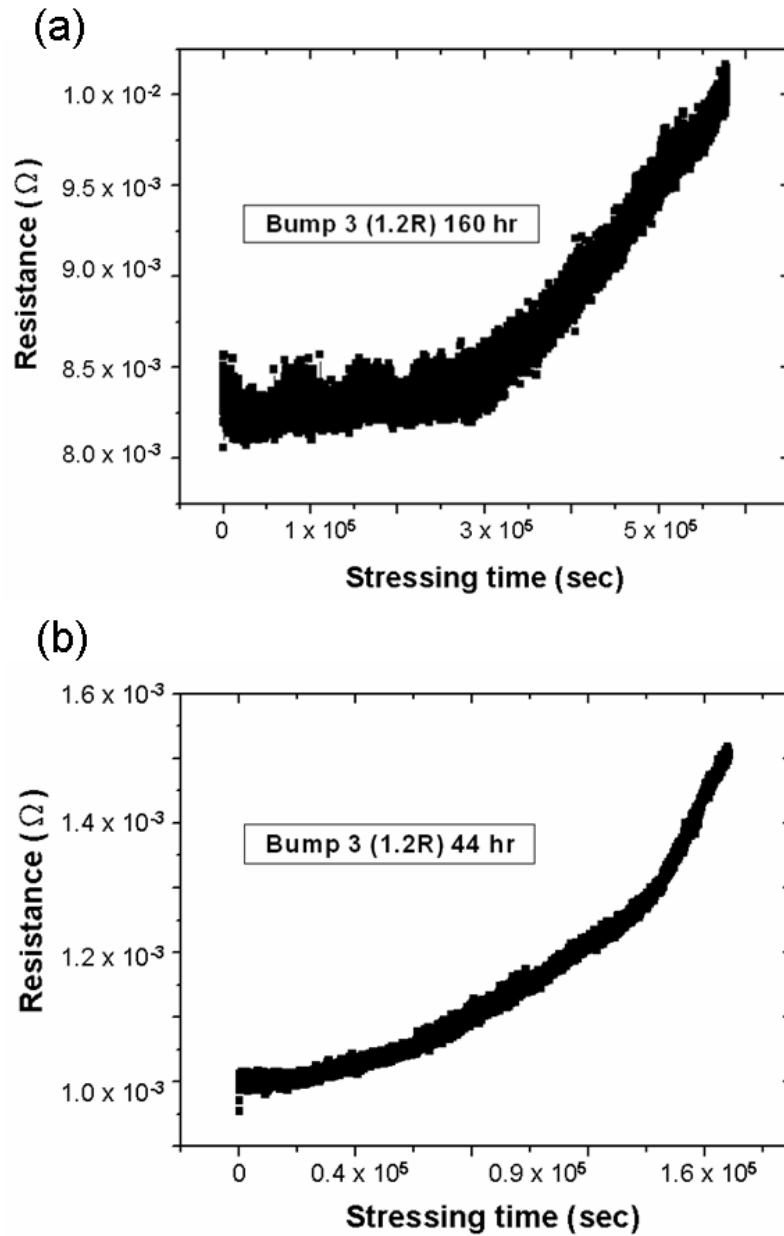 (a)
Resistance (Ω)
1.0 x 10⁻²
9.5 x 10⁻³
9.0 x 10⁻³
8.5 x 10⁻³
8.0 x 10⁻³
Bump 3 (1.2R) 160 hr
0 1 x 10⁵ 3 x 10⁵ 5 x 10⁵
Stressing time (sec)
(b)
Resistance (Ω)
1.6 x 10⁻³
1.4 x 10⁻³
1.2 x 10⁻³
1.0 x 10⁻³
Bump 3 (1.2R) 44 hr
0 0.4 x 10⁵ 0.9 x 10⁵ 1.6 x 10⁵
Stressing time (sec)